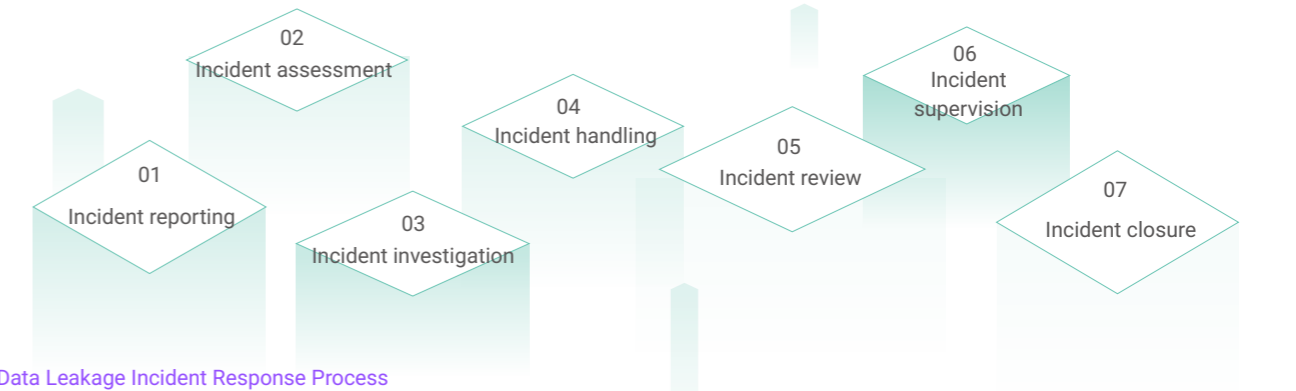 01
Incident reporting
02
Incident assessment
03
Incident investigation
04
Incident handling
05
Incident review
06
Incident
supervision
07
Incident closure
Data Leakage Incident Response Process